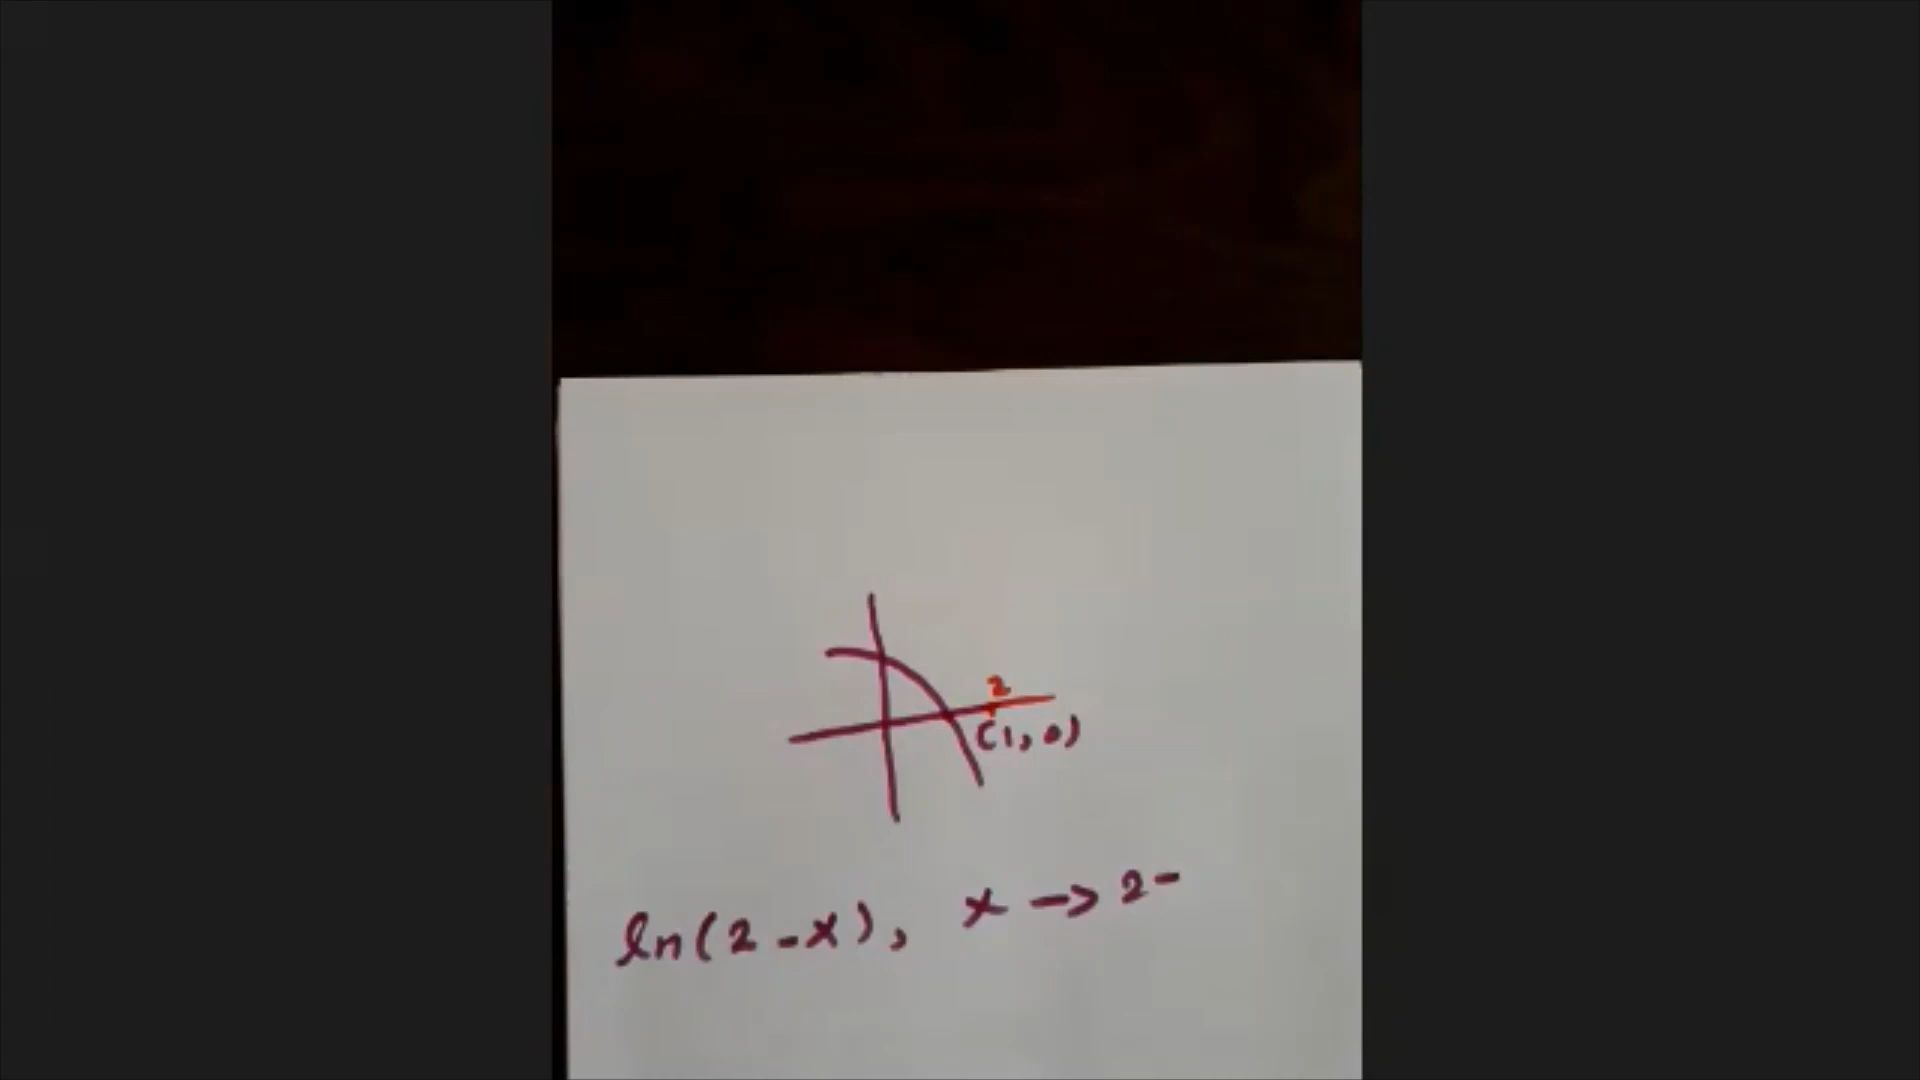 2
(1, 0)
ln(2-x), x -> 2-